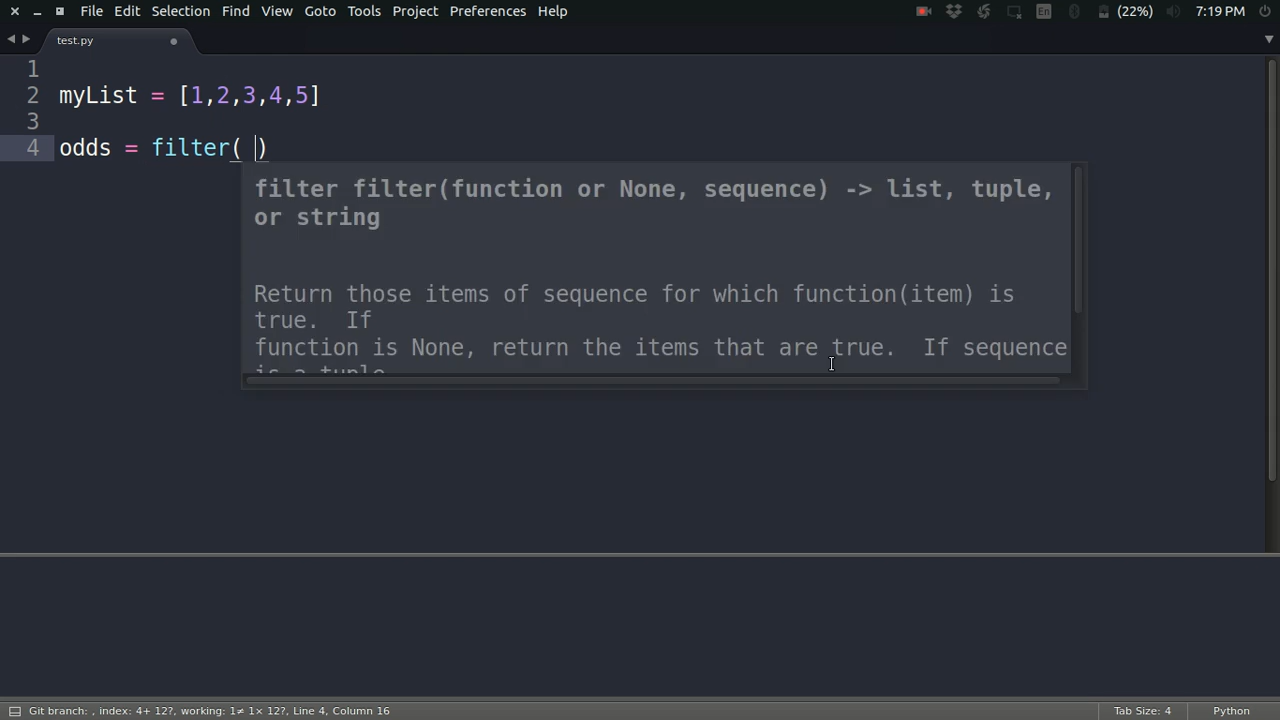 File Edit Selection Find View Goto Tools Project Preferences Help En (22%) 7:19 PM
test.py
1
2 myList = [1,2,3,4,5]
3
4 odds = filter( )
filter filter(function or None, sequence) -> list, tuple,
or string
Return those items of sequence for which function(item) is
true.  If
function is None, return the items that are true.  If sequence
is a tuple
Git branch: , index: 4+ 12?, working: 1≠ 1× 12?, Line 4, Column 16 Tab Size: 4 Python